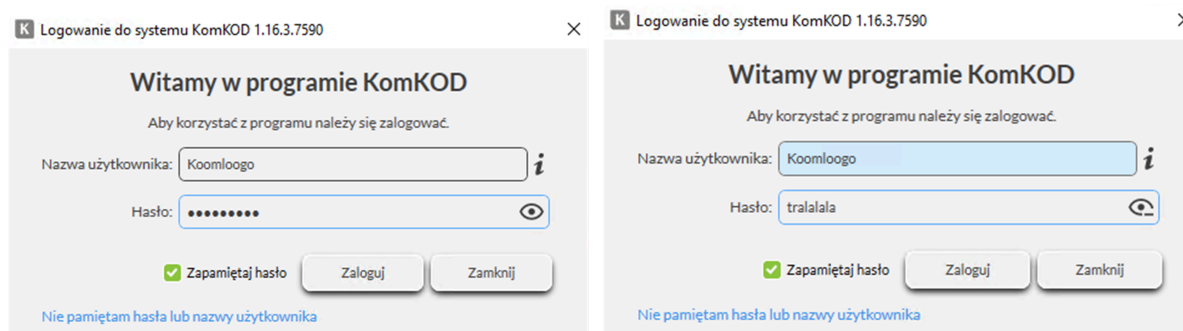 K Logowanie do systemu KomKOD 1.16.3.7590
Witamy w programie KomKOD
Aby korzystać z programu należy się zalogować.
Nazwa użytkownika: Koomloogo i
Hasło: •••••••••
Zapamiętaj hasło Zaloguj Zamknij
Nie pamiętam hasła lub nazwy użytkownika
K Logowanie do systemu KomKOD 1.16.3.7590
Witamy w programie KomKOD
Aby korzystać z programu należy się zalogować.
Nazwa użytkownika: Koomloogo i
Hasło: tralalala
Zapamiętaj hasło Zaloguj Zamknij
Nie pamiętam hasła lub nazwy użytkownika